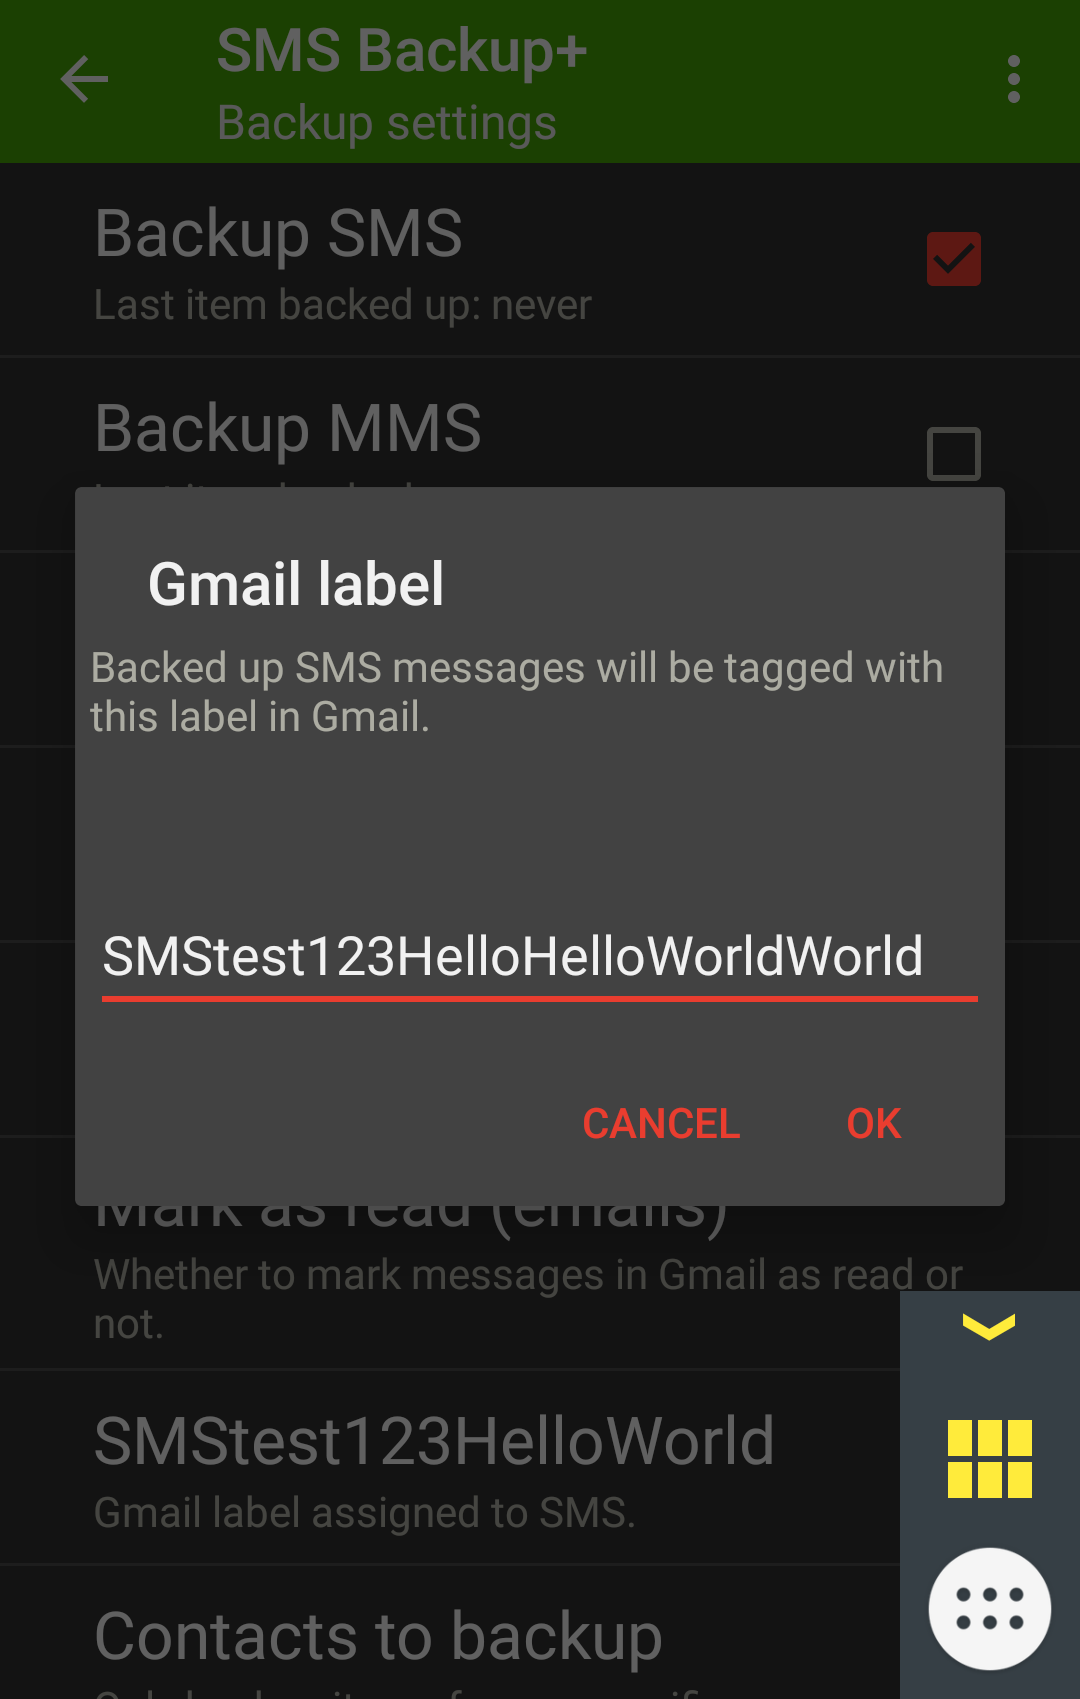 SMS Backup+
Backup settings
Backup SMS
Last item backed up: never
Backup MMS
Gmail label
Backed up SMS messages will be tagged with
this label in Gmail.
SMStest123HelloHelloWorldWorld
CANCEL
OK
Mark as read (emails)
Whether to mark messages in Gmail as read or
not.
SMStest123HelloWorld
Gmail label assigned to SMS.
Contacts to backup